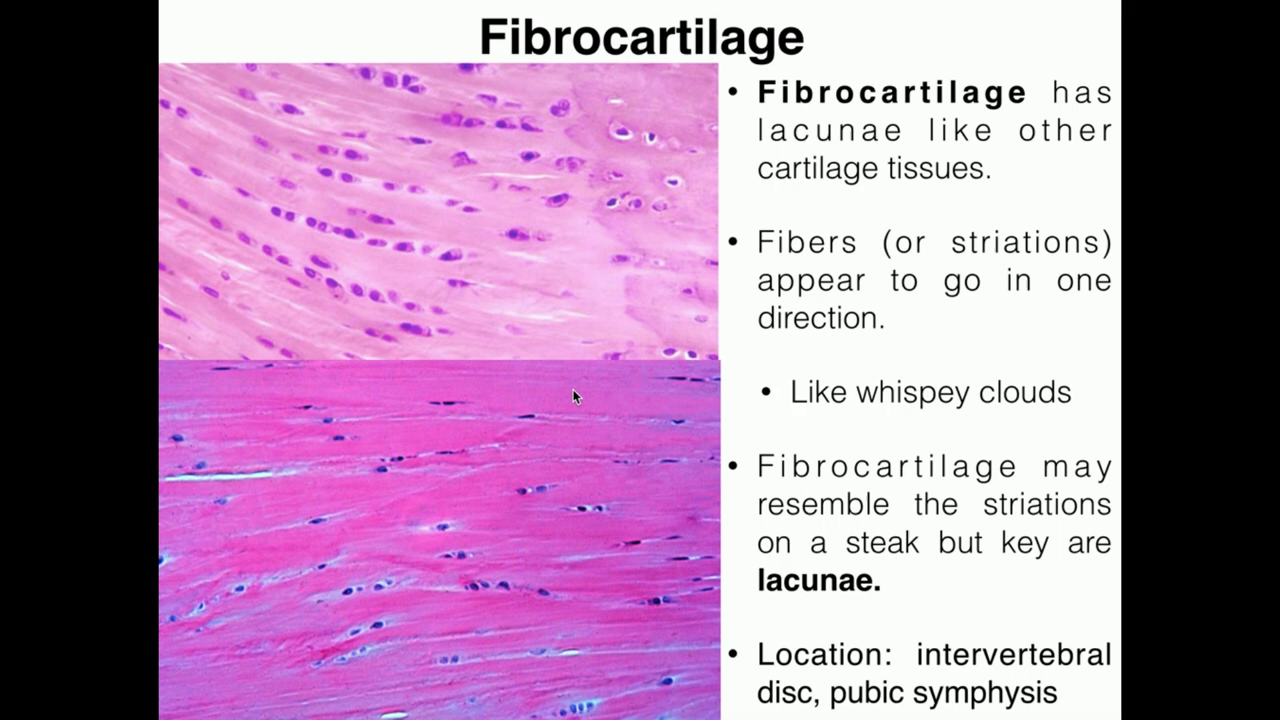 Fibrocartilage
• Fibrocartilage has
lacunae like other
cartilage tissues.
• Fibers (or striations)
appear to go in one
direction.
• Like whispey clouds
• Fibrocartilage may
resemble the striations
on a steak but key are
lacunae.
• Location: intervertebral
disc, pubic symphysis